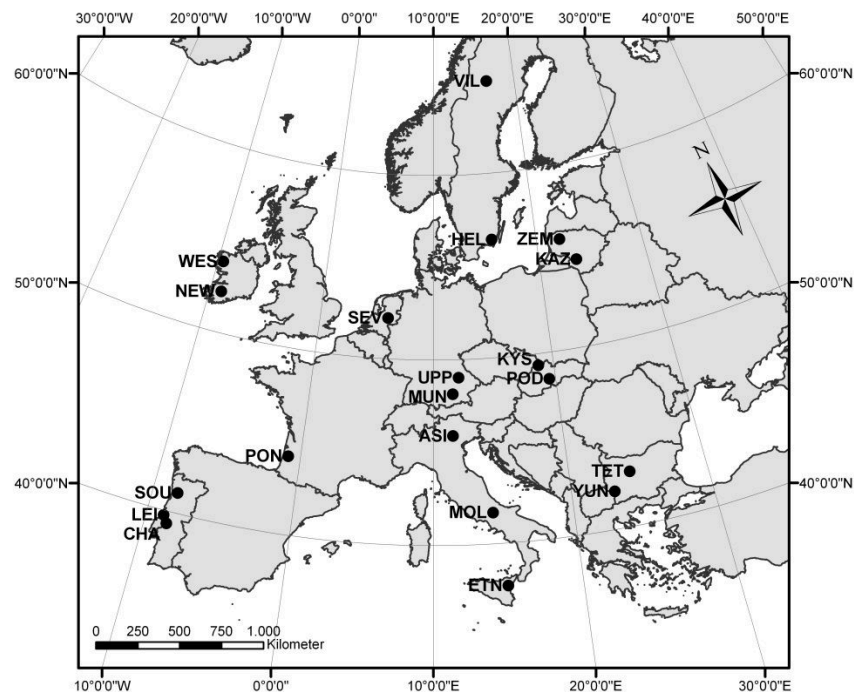 30°0'0"W 20°0'0"W 10°0'0"W 0°0'0" 10°0'0"E 20°0'0"E 30°0'0"E 40°0'0"E 50°0'0"E
60°0'0"N 60°0'0"N
VIL
N
HEL ZEM
KAZ
WES
NEW
50°0'0"N 50°0'0"N
SEV
KYS
UPP POD
MUN
ASI
PON
TET
40°0'0"N SOU YUN 40°0'0"N
LEI MOL
CHA
ETN
0 250 500 750 1.000
Kilometer
10°0'0"W 0°0'0" 10°0'0"E 20°0'0"E 30°0'0"E